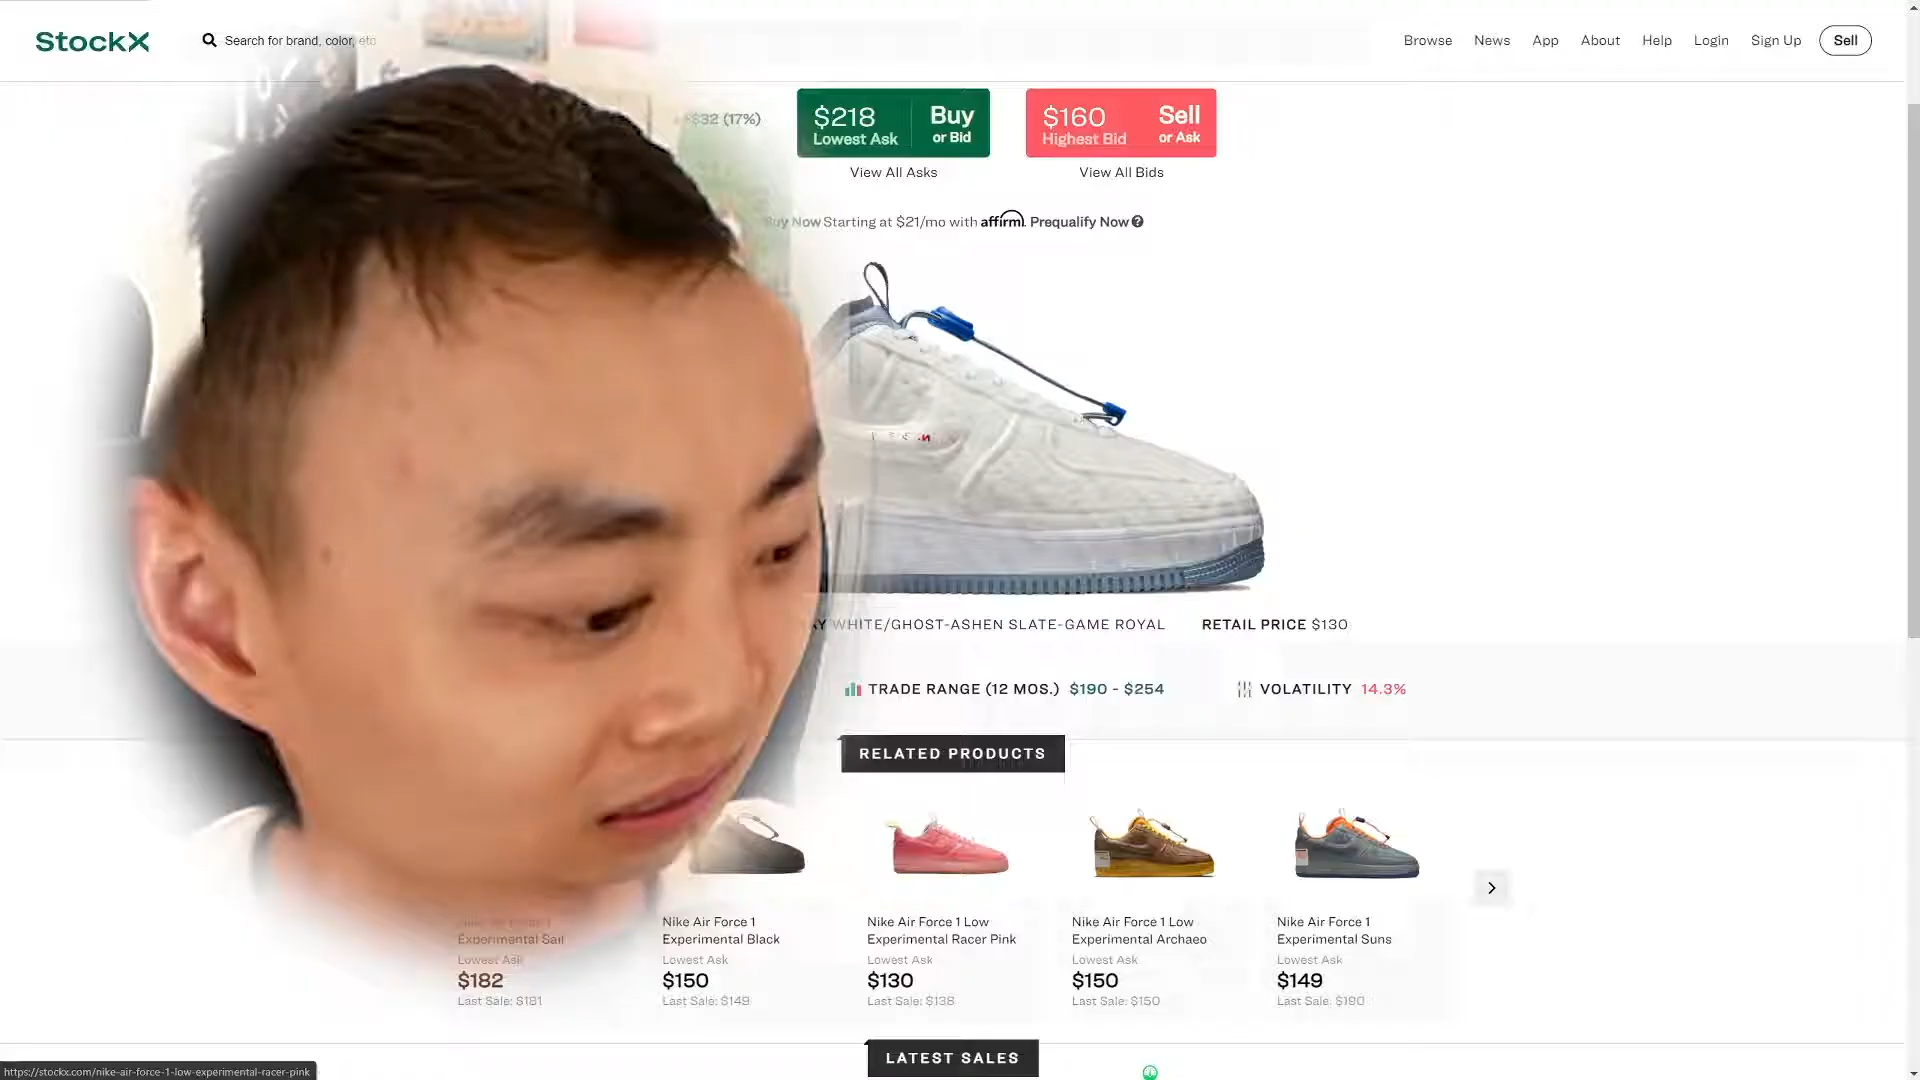 StockX
Search for brand, color, etc
Browse
News
App
About
Help
Login
Sign Up
Sell
$32 (17%)
$218
Lowest Ask
Buy
or Bid
$160
Highest Bid
Sell
or Ask
View All Asks
View All Bids
Buy Now Starting at $21/mo with affirm. Prequalify Now
WHITE/GHOST-ASHEN SLATE-GAME ROYAL
RETAIL PRICE $130
TRADE RANGE (12 MOS.) $190 - $254
VOLATILITY 14.3%
RELATED PRODUCTS
Nike Air Force 1
Experimental Sail
Lowest Ask
$182
Last Sale: $181
Nike Air Force 1
Experimental Black
Lowest Ask
$150
Last Sale: $149
Nike Air Force 1 Low
Experimental Racer Pink
Lowest Ask
$130
Last Sale: $138
Nike Air Force 1 Low
Experimental Archaeo
Lowest Ask
$150
Last Sale: $150
Nike Air Force 1
Experimental Suns
Lowest Ask
$149
Last Sale: $190
LATEST SALES
https://stockx.com/nike-air-force-1-low-experimental-racer-pink